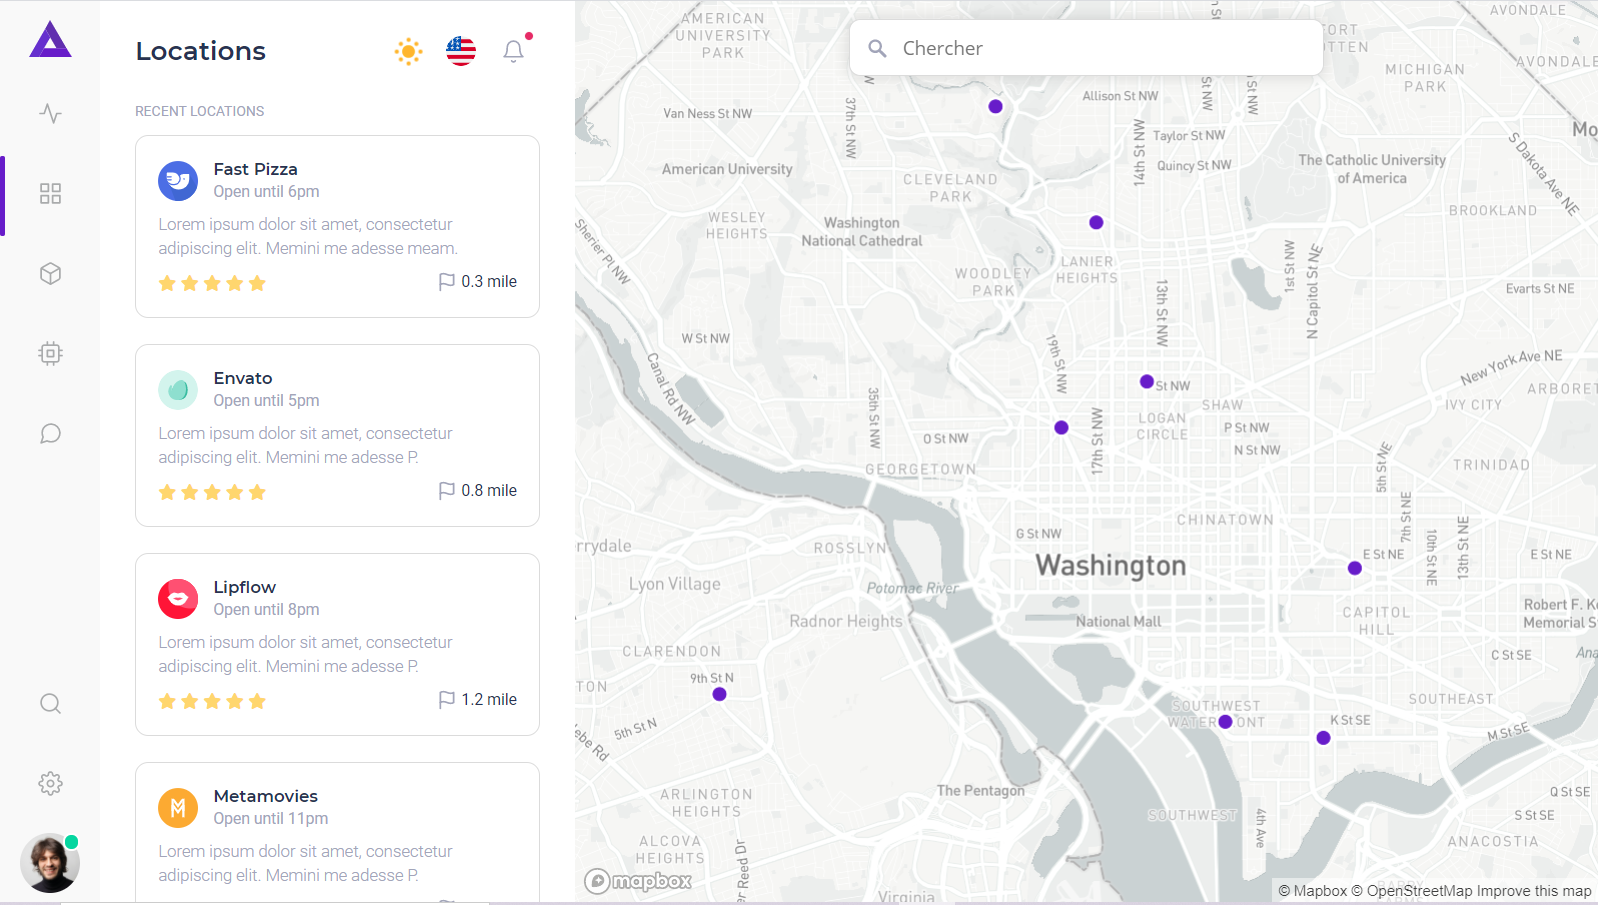 Locations
RECENT LOCATIONS
Fast Pizza
Open until 6pm
Lorem ipsum dolor sit amet, consectetur
adipiscing elit. Memini me adesse meam.
0.3 mile
Envato
Open until 5pm
Lorem ipsum dolor sit amet, consectetur
adipiscing elit. Memini me adesse P.
0.8 mile
Lipflow
Open until 8pm
Lorem ipsum dolor sit amet, consectetur
adipiscing elit. Memini me adesse P.
1.2 mile
Metamovies
Open until 11pm
Lorem ipsum dolor sit amet, consectetur
adipiscing elit. Memini me adesse P.
Chercher
AMERICAN
UNIVERSITY
PARK
AVONDALE
AVONDALE
MICHIGAN
PARK
Allison St NW
Van Ness St NW
37th St NW
Taylor St NW
14th St NW
Quincy St NW
American University
CLEVELAND
PARK
The Catholic University
of America
S Dakota Ave NE
BROOKLAND
WESLEY
HEIGHTS
Washington
National Cathedral
Sherier Pl NW
LANIER
HEIGHTS
WOODLEY
PARK
1st St NW
N Capitol St NE
Evarts St NE
13th St NW
W St NW
19th St NW
Canal Rd NW
New York Ave NE
St NW
35th St NW
SHAW
IVY CITY
LOGAN
CIRCLE
P St NW
17th St NW
O St NW
N St NW
5th St NE
TRINIDAD
GEORGETOWN
7th St NE
CHINATOWN
G St NW
10th St NE
13th St NE
ROSSLYN
Washington
E St NE
E St NE
Lyon Village
Potomac River
National Mall
CAPITOL
HILL
Radnor Heights
CLARENDON
C St SE
9th St N
SOUTHEAST
SOUTHWEST
WATERFONT
K St SE
5th St N
M St SE
The Pentagon
ARLINGTON
HEIGHTS
Q St SE
SOUTHWEST
4th Ave
S St SE
ALCOVA
HEIGHTS
ANACOSTIA
mapbox
Virginia
© Mapbox © OpenStreetMap Improve this map